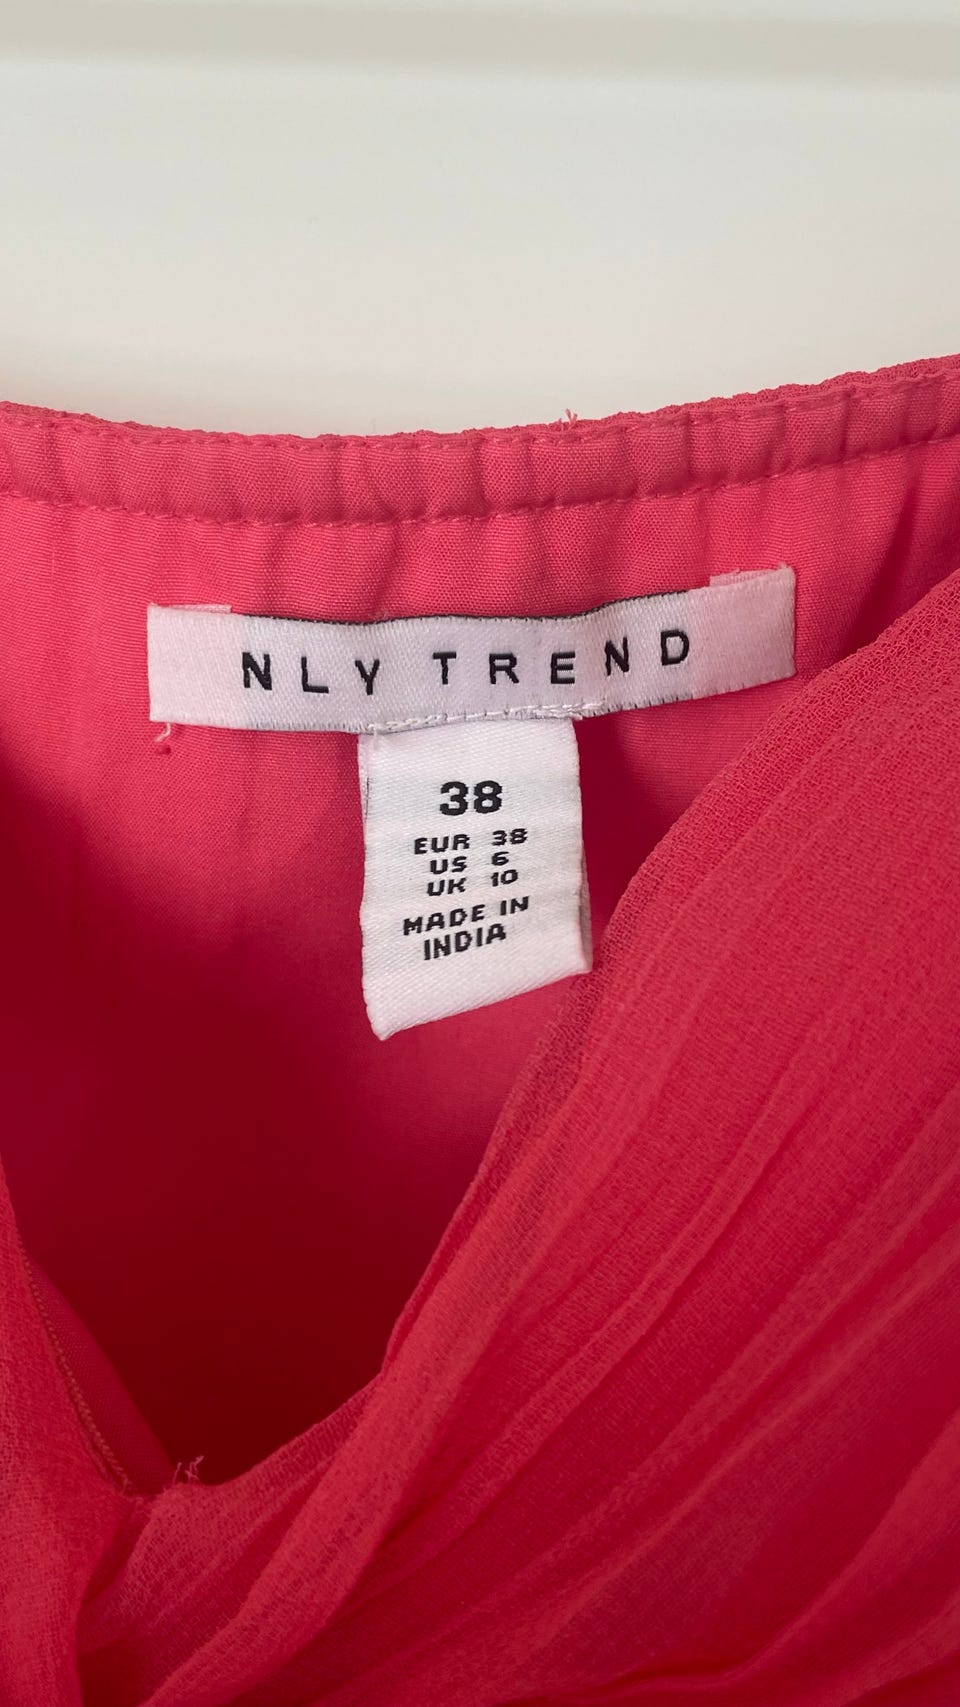 NLY TREND
38
EUR 38
US 6
UK 10
MADE IN
INDIA